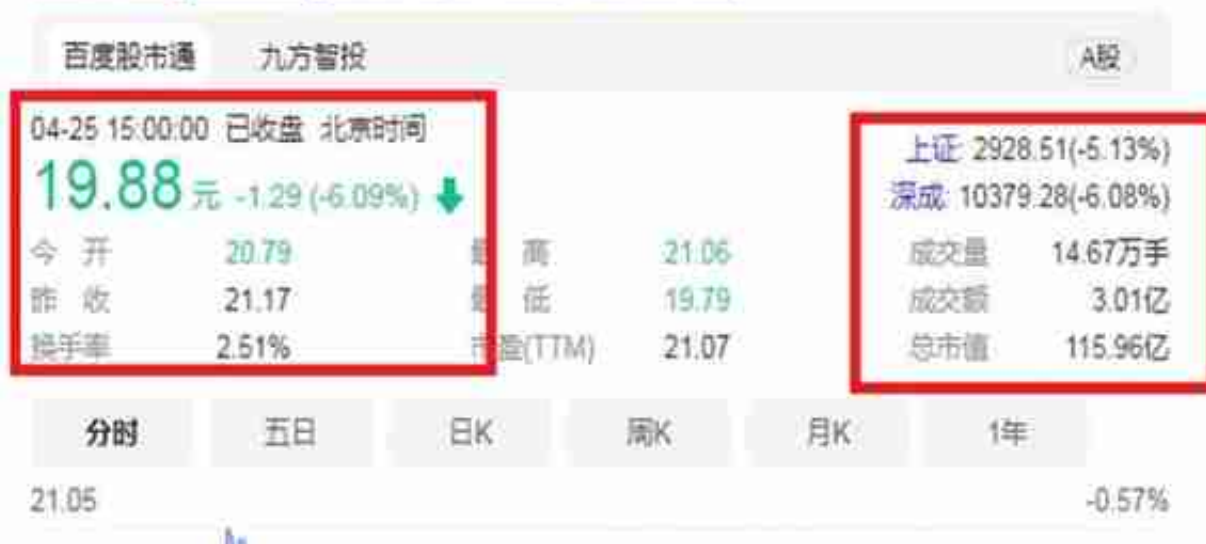 百度股市通 九方智投 A股
04-25 15:00:00 已收盘 北京时间
19.88元 -1.29 (-6.09%)
上证: 2928.51(-5.13%)
深成: 10379.28(-6.08%)
今开 20.79 最高 21.06 成交量 14.67万手
昨收 21.17 最低 19.79 成交额 3.01亿
换手率 2.51% 市盈(TTM) 21.07 总市值 115.96亿
分时 五日 日K 周K 月K 1年
21.05 -0.57%